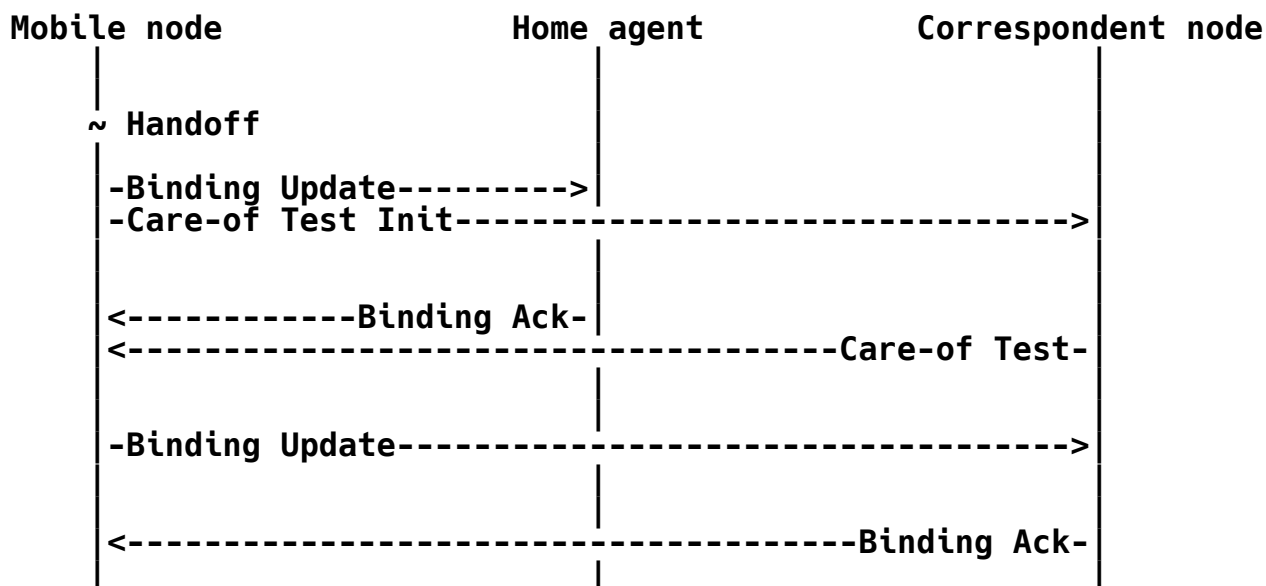 Mobile node Home agent Correspondent node
~ Handoff
-Binding Update--------->
-Care-of Test Init-------------------------------->
<------------Binding Ack-
<-------------------------------------Care-of Test-
-Binding Update----------------------------------->
<--------------------------------------Binding Ack-